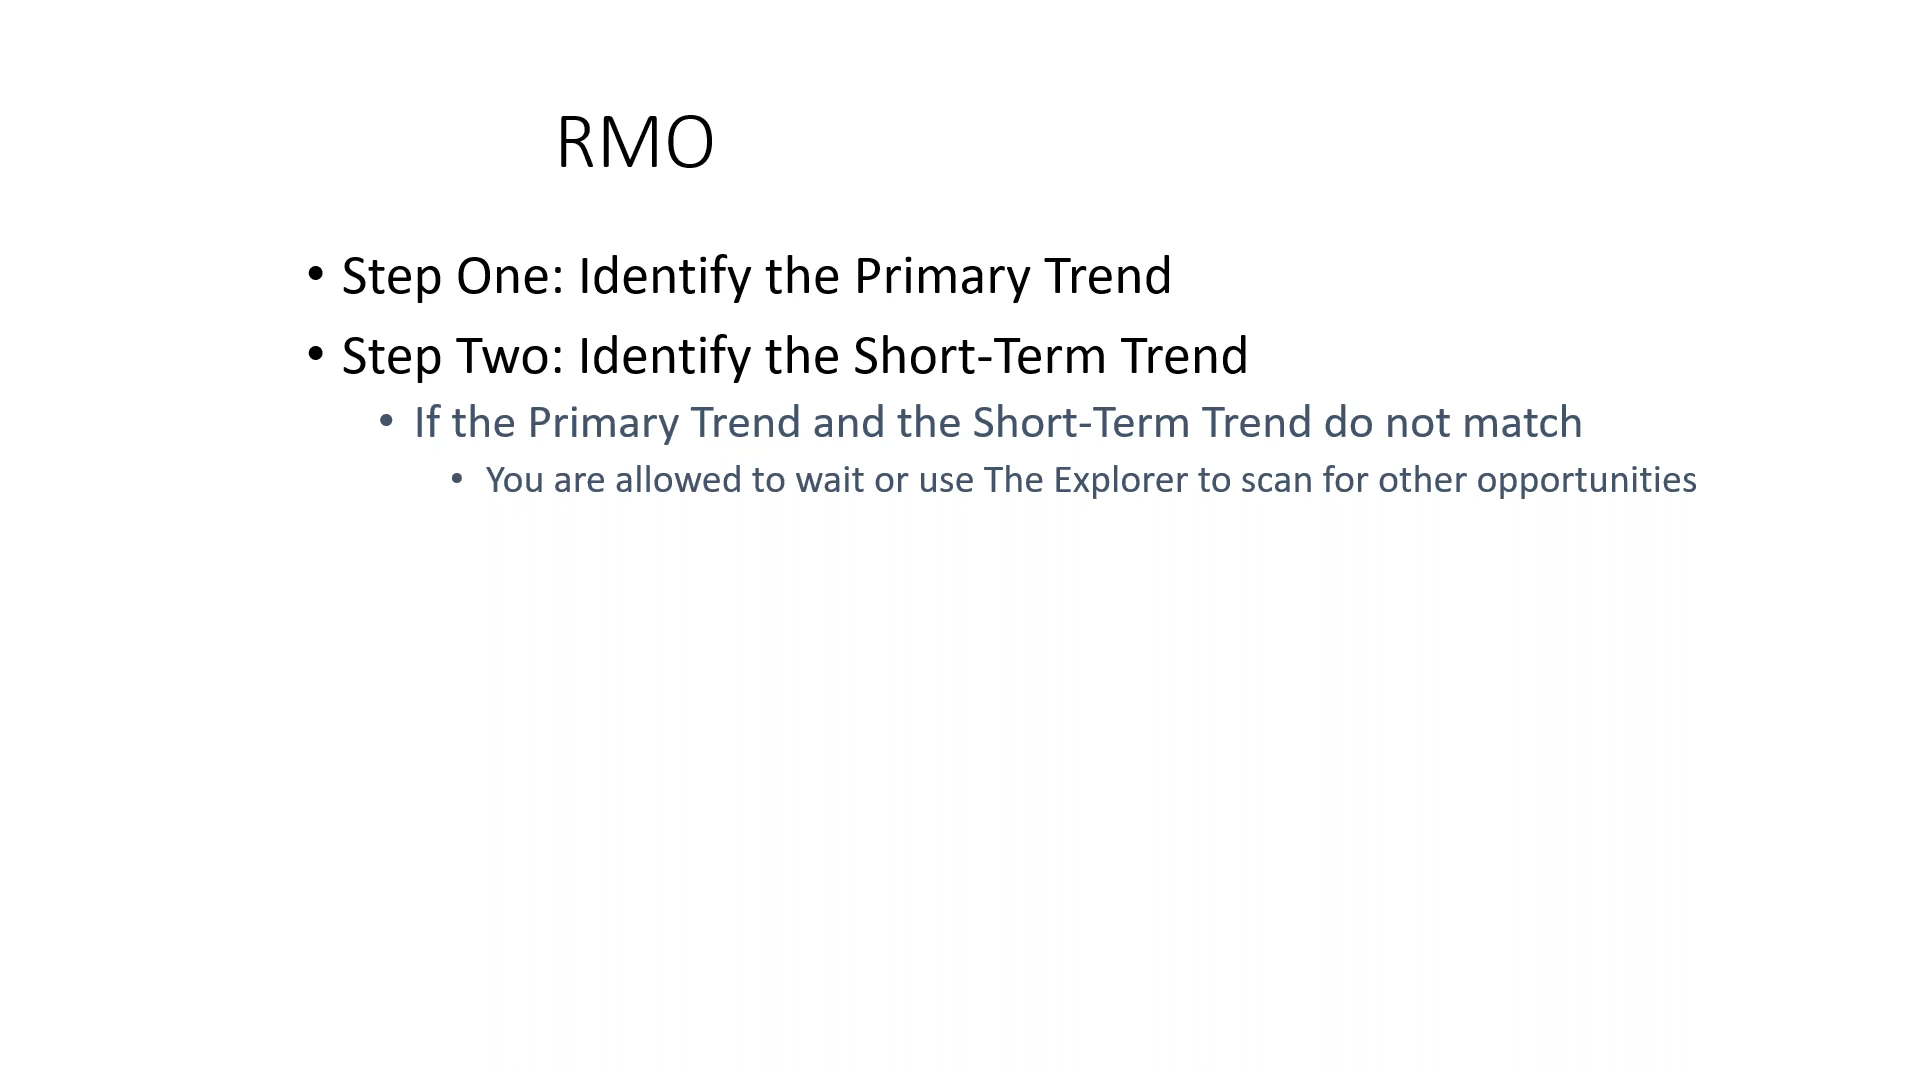 RMO
• Step One: Identify the Primary Trend
• Step Two: Identify the Short-Term Trend
• If the Primary Trend and the Short-Term Trend do not match
• You are allowed to wait or use The Explorer to scan for other opportunities